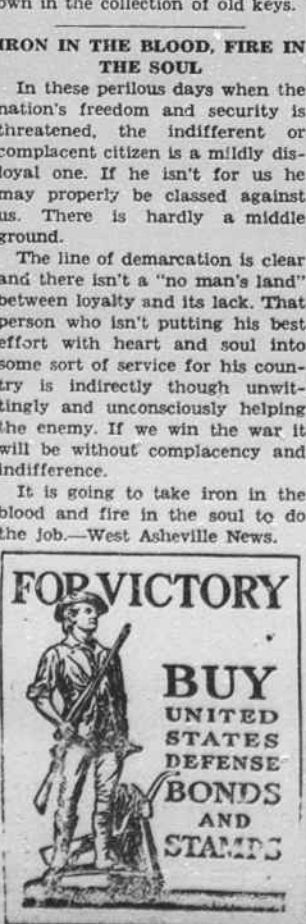 own in the collection of old keys.
IRON IN THE BLOOD, FIRE IN
THE SOUL
In these perilous days when the
nation's freedom and security is
threatened, the indifferent or
complacent citizen is a mildly dis-
loyal one. If he isn't for us he
may properly be classed against
us. There is hardly a middle
ground.
The line of demarcation is clear
and there isn't a "no man's land"
between loyalty and its lack. That
person who isn't putting his best
effort with heart and soul into
some sort of service for his coun-
try is indirectly though unwit-
tingly and unconsciously helping
the enemy. If we win the war it
will be without complacency and
indifference.
It is going to take iron in the
blood and fire in the soul to do
the job.—West Asheville News.
FOR VICTORY
BUY
UNITED
STATES
DEFENSE
BONDS
AND
STAMPS